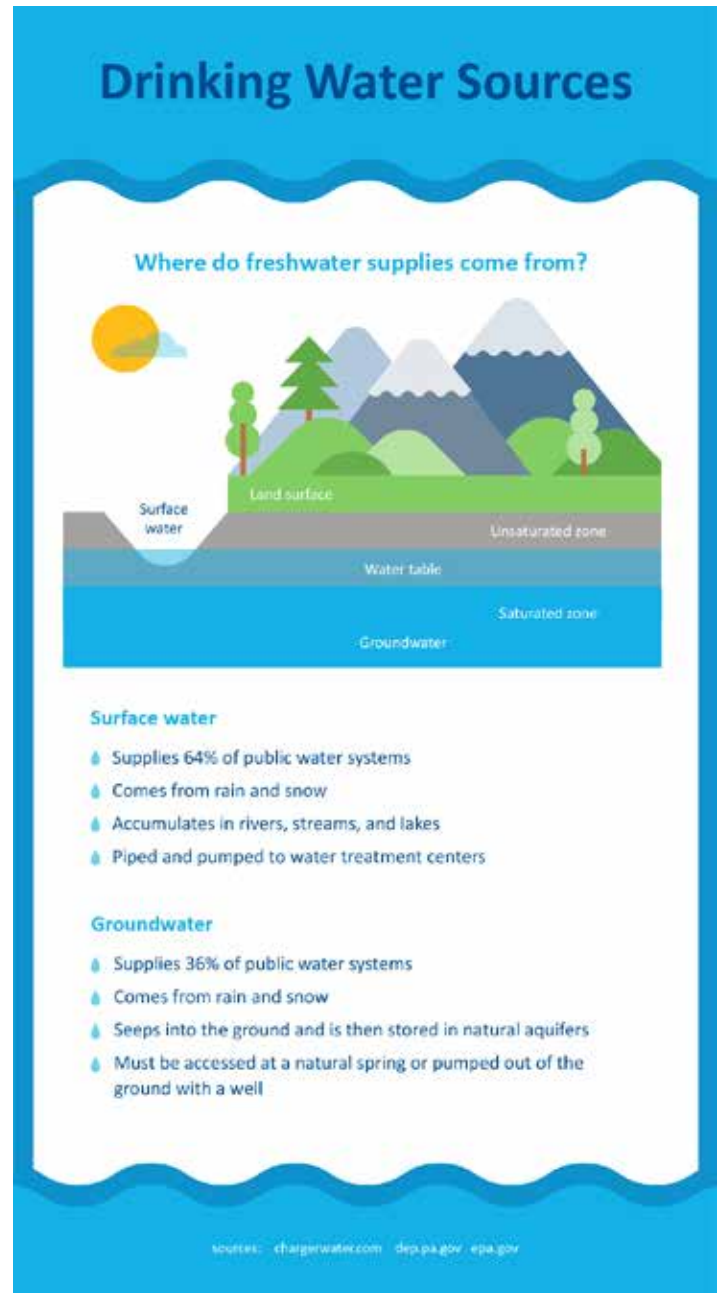 Drinking Water Sources
Where do freshwater supplies come from?
Land surface
Surface
water
Unsaturated zone
Water table
Saturated zone
Groundwater
Surface water
Supplies 64% of public water systems
Comes from rain and snow
Accumulates in rivers, streams, and lakes
Piped and pumped to water treatment centers
Groundwater
Supplies 36% of public water systems
Comes from rain and snow
Seeps into the ground and is then stored in natural aquifers
Must be accessed at a natural spring or pumped out of the
ground with a well
sources: chargerwater.com dep.pa.gov epa.gov